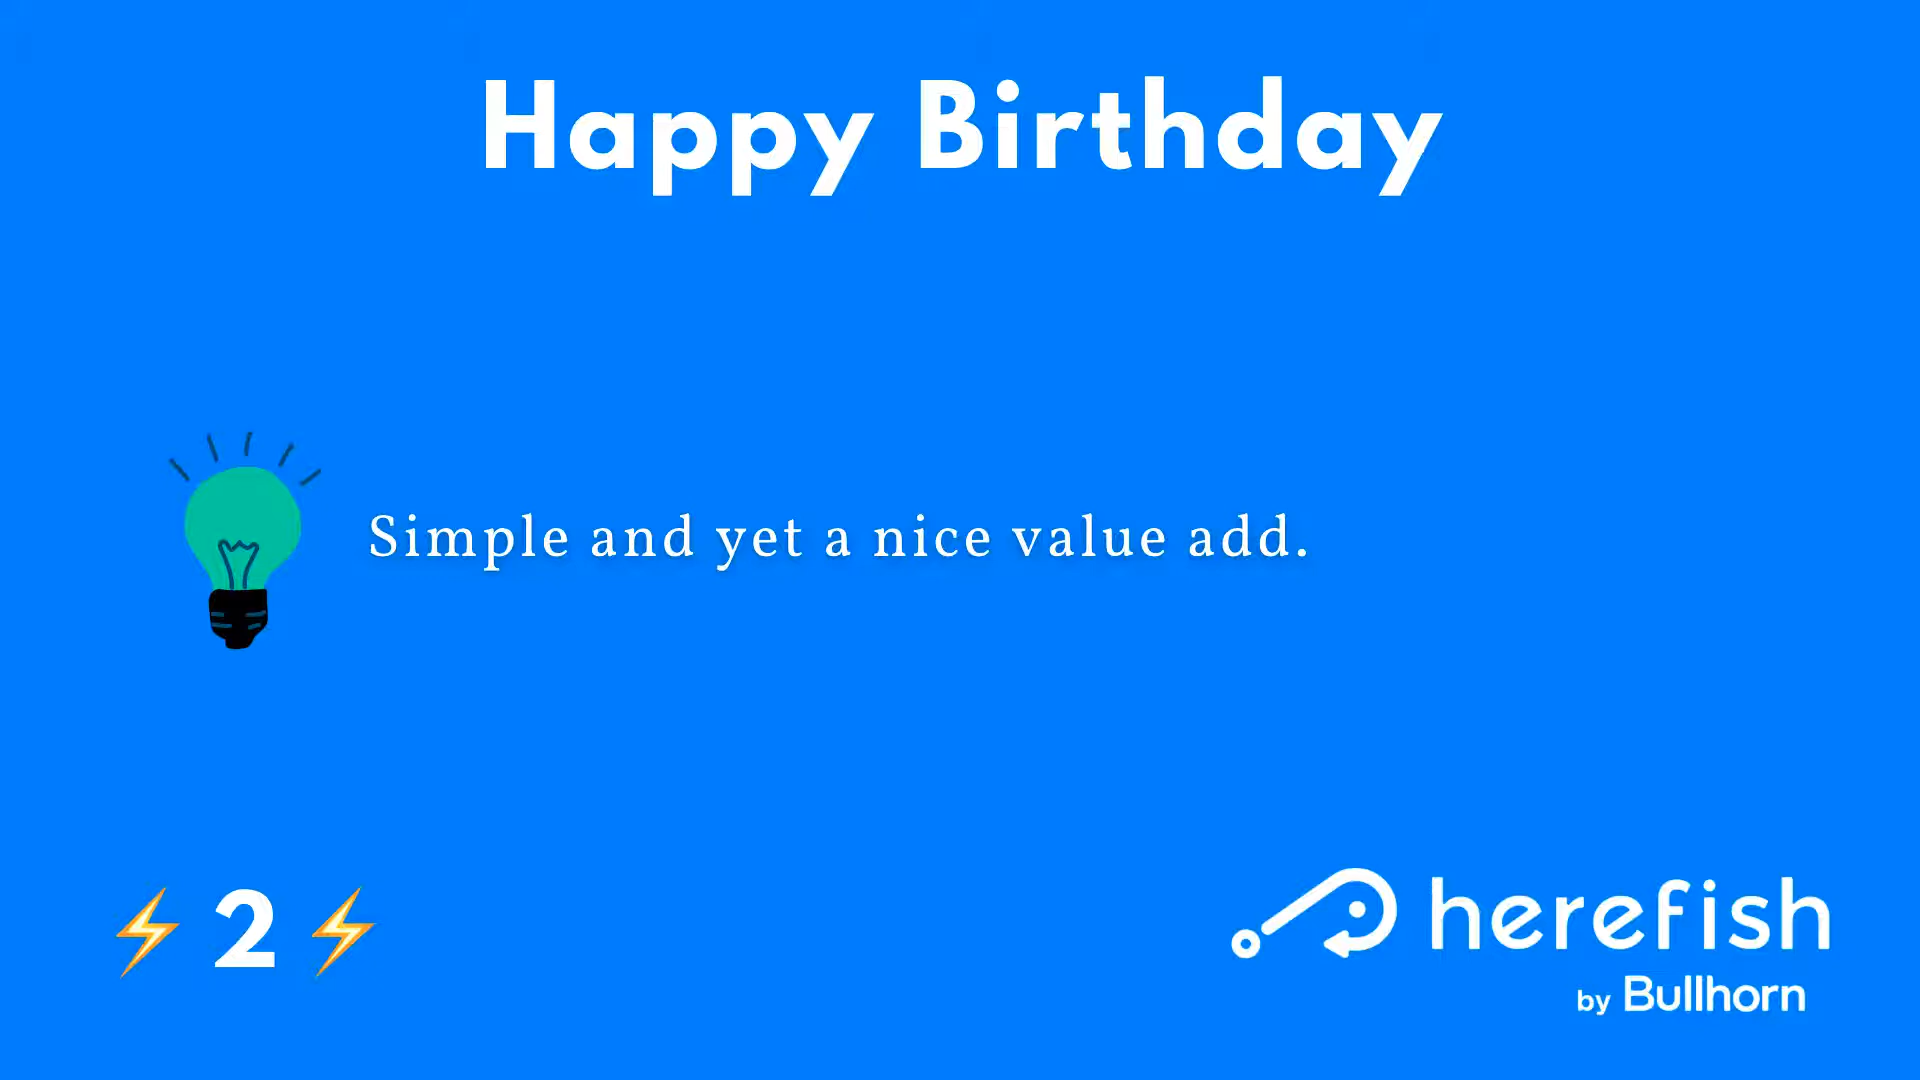 Happy Birthday
Simple and yet a nice value add.
⚡ 2 ⚡
herefish
by Bullhorn